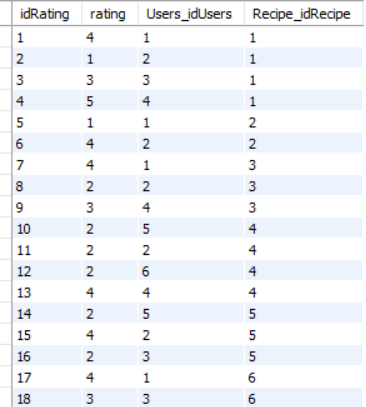 idRating rating Users_idUsers Recipe_idRecipe
1 4 1 1
2 1 2 1
3 3 3 1
4 5 4 1
5 1 1 2
6 4 2 2
7 4 1 3
8 2 2 3
9 3 4 3
10 2 5 4
11 2 2 4
12 2 6 4
13 4 4 4
14 2 5 5
15 4 2 5
16 2 3 5
17 4 1 6
18 3 3 6